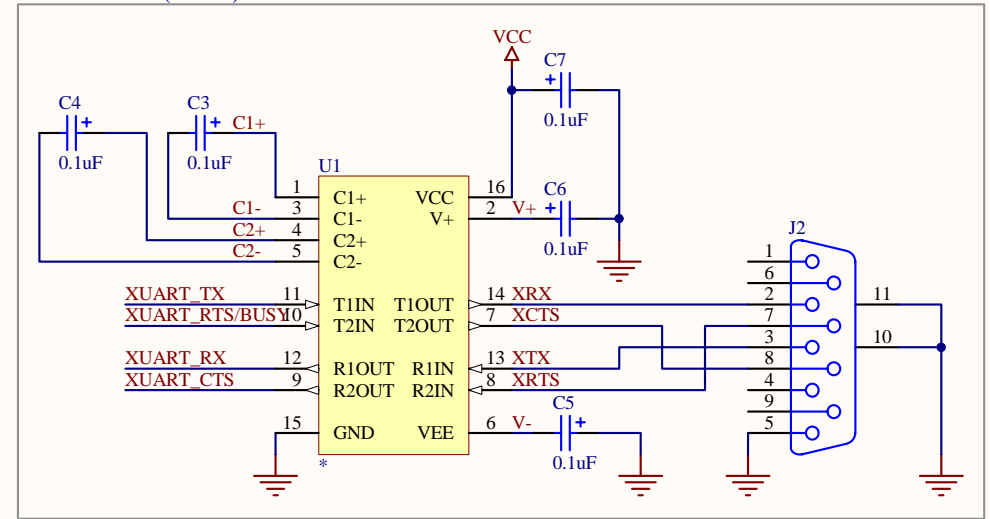 VCC
C7
+
0.1uF
C4
+
0.1uF
C3
+
0.1uF
C1+
C1-
C2+
C2-
U1
1 C1+ VCC 16
3 C1- V+ 2 V+
4 C2+
5 C2-
C6
+
0.1uF
XUART_TX 11 T1IN T1OUT 14 XRX
XUART_RTS/BUSY 10 T2IN T2OUT 7 XCTS
XUART_RX 12 R1OUT R1IN 13 XTX
XUART_CTS 9 R2OUT R2IN 8 XRTS
15 GND VEE 6 V-
*
C5
+
0.1uF
J2
1
6
2
7
3
8
4
9
5
11
10